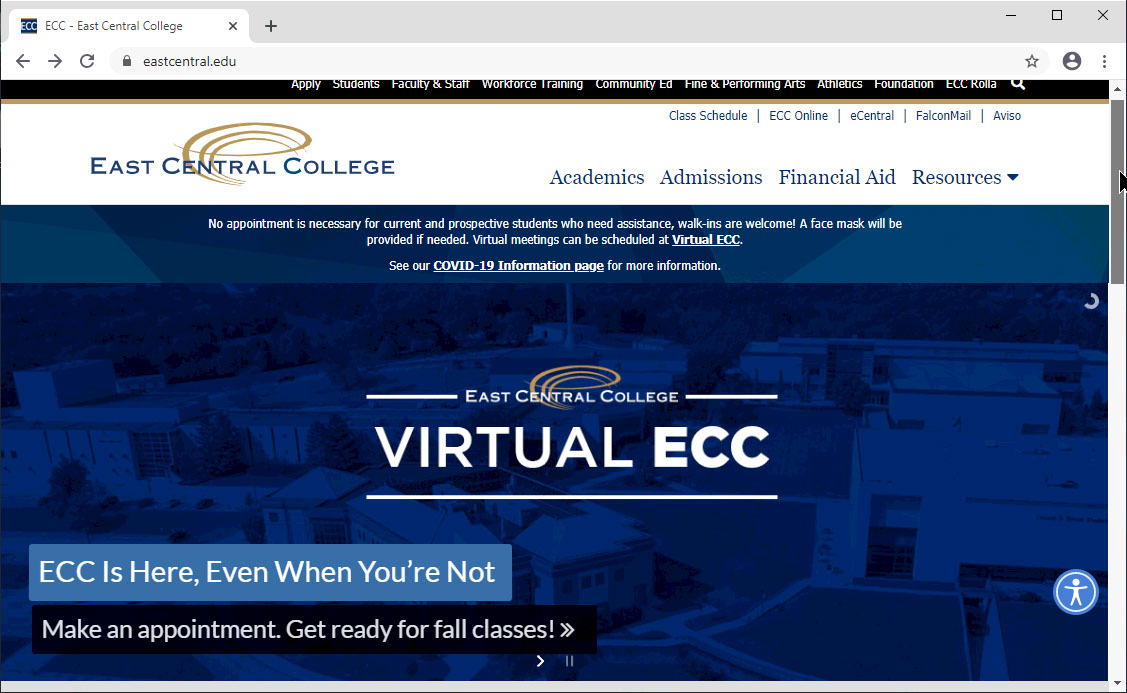 ECC
ECC - East Central College
eastcentral.edu
Apply Students Faculty & Staff Workforce Training Community Ed Fine & Performing Arts Athletics Foundation ECC Rolla
Class Schedule | ECC Online | eCentral | FalconMail | Aviso
EAST CENTRAL COLLEGE
Academics Admissions Financial Aid Resources
No appointment is necessary for current and prospective students who need assistance, walk-ins are welcome! A face mask will be
provided if needed. Virtual meetings can be scheduled at Virtual ECC.
See our COVID-19 Information page for more information.
EAST CENTRAL COLLEGE
VIRTUAL ECC
ECC Is Here, Even When You're Not
Make an appointment. Get ready for fall classes! »